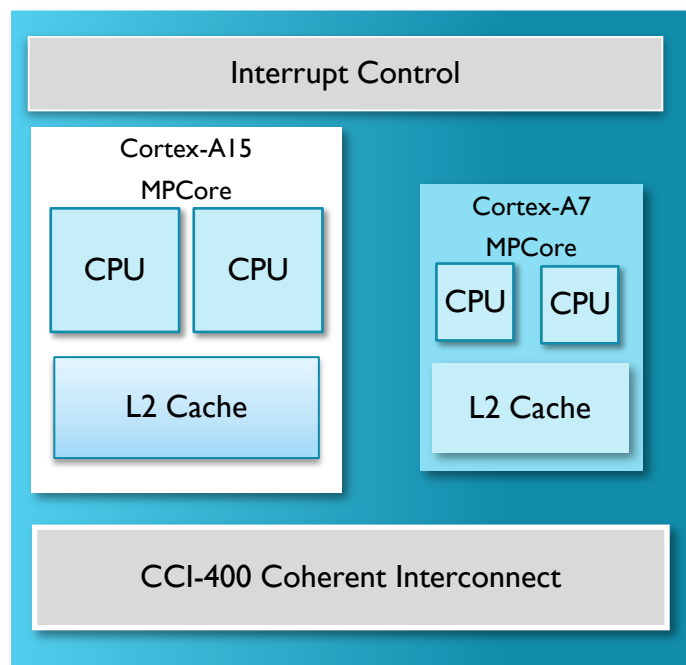 Interrupt Control
Cortex-A15
MPCore
CPU
CPU
L2 Cache
Cortex-A7
MPCore
CPU
CPU
L2 Cache
CCI-400 Coherent Interconnect